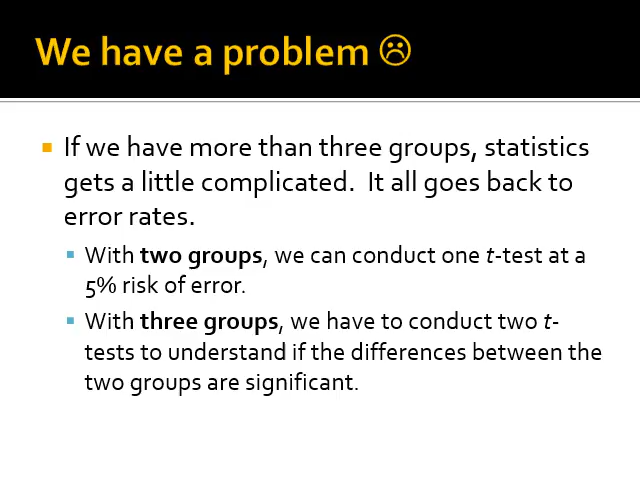 We have a problem ☹
If we have more than three groups, statistics
gets a little complicated.  It all goes back to
error rates.
With two groups, we can conduct one t-test at a
5% risk of error.
With three groups, we have to conduct two t-
tests to understand if the differences between the
two groups are significant.